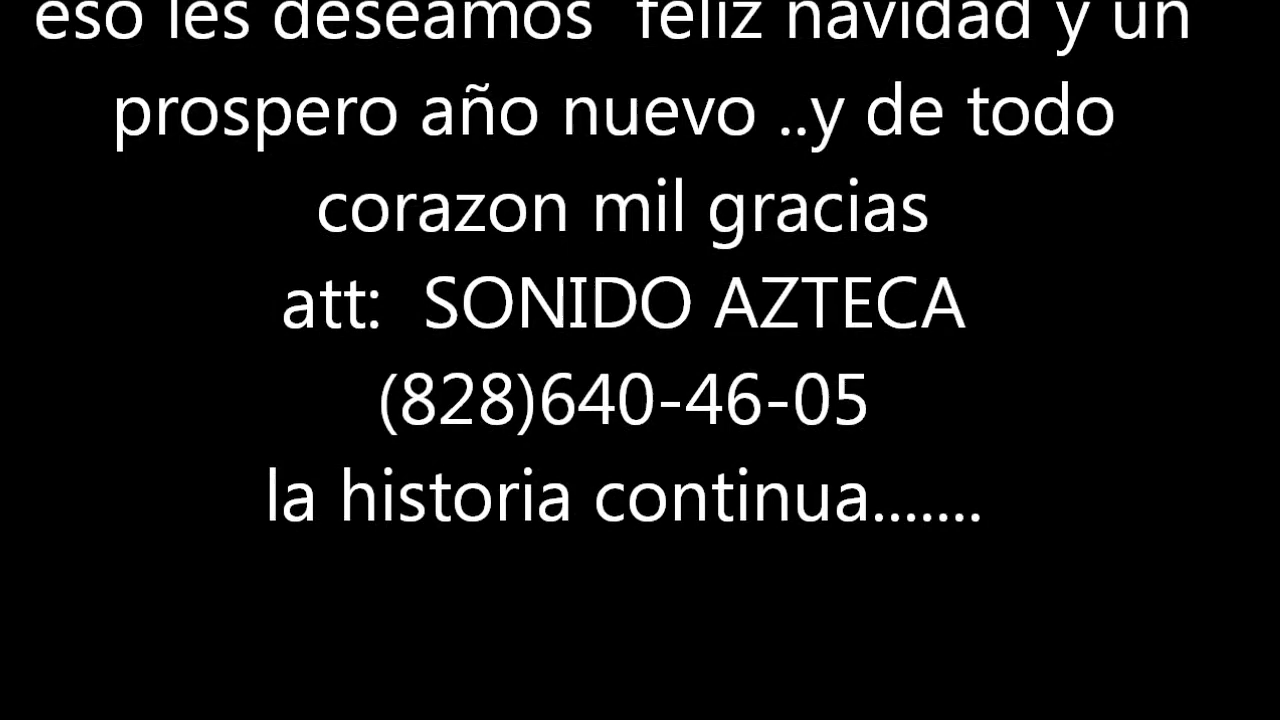 eso les deseamos  feliz navidad y un
prospero año nuevo ..y de todo
corazon mil gracias
att:  SONIDO AZTECA
(828)640-46-05
la historia continua.......